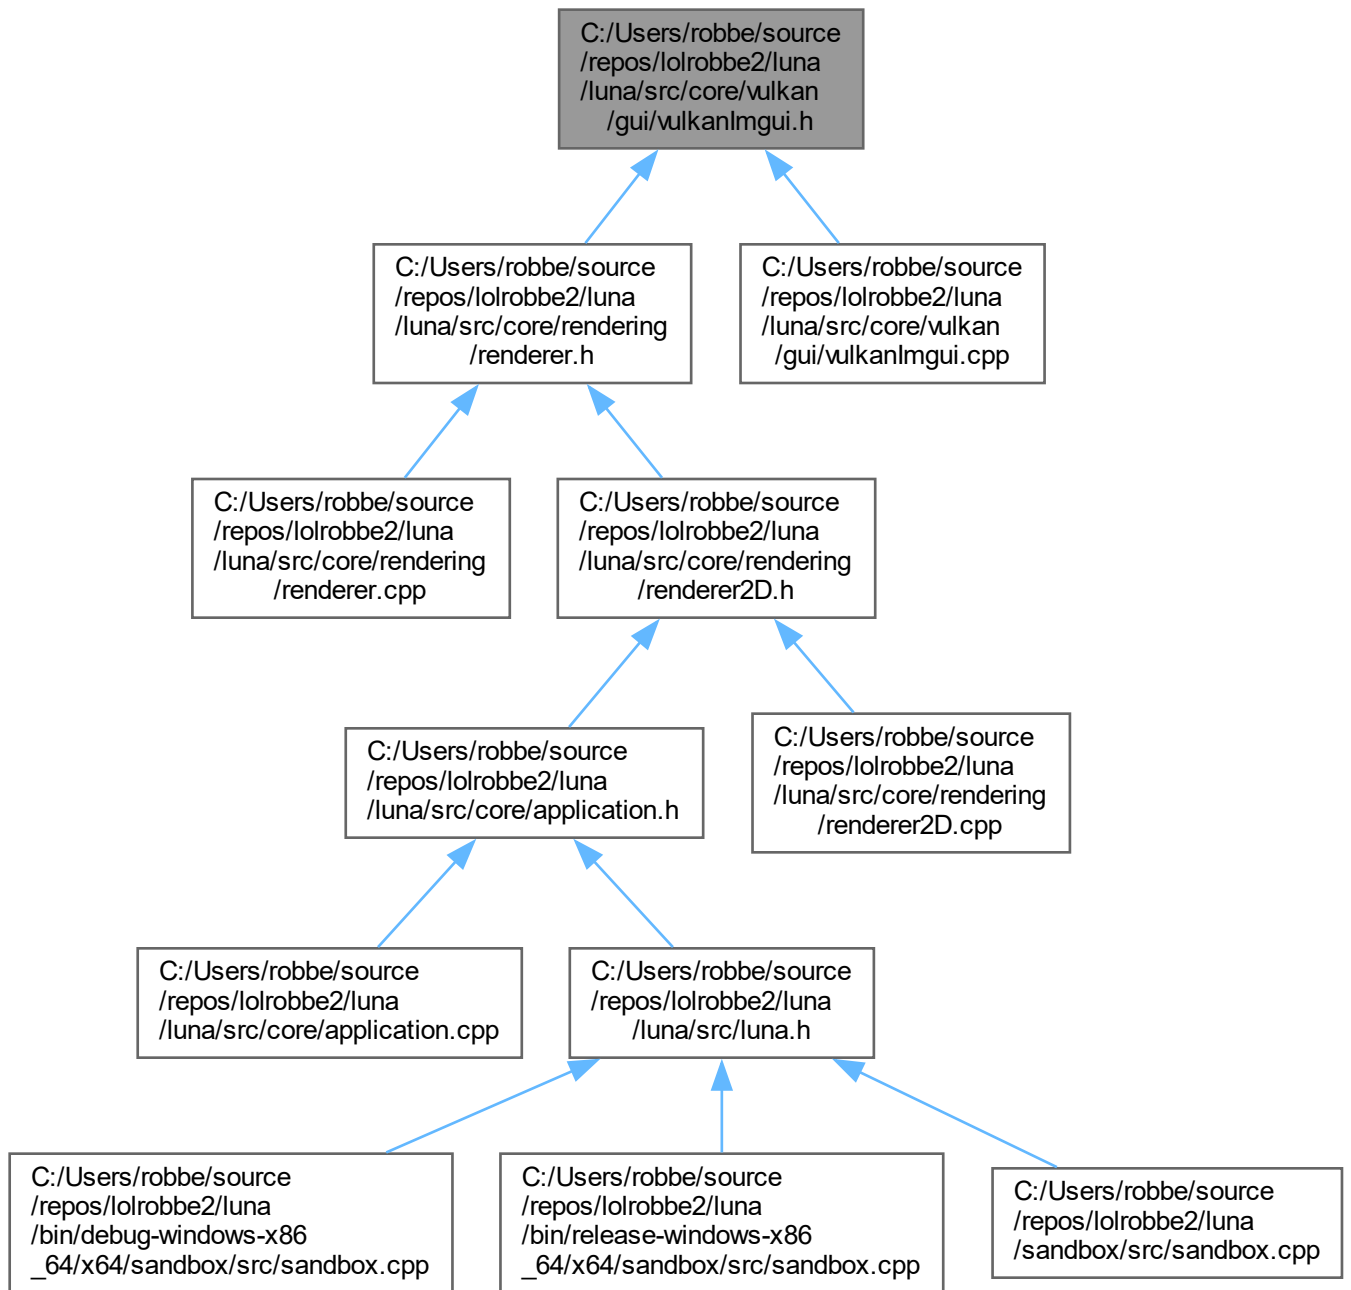 C:/Users/robbe/source
/repos/lolrobbe2/luna
/luna/src/core/vulkan
/gui/vulkanImgui.h
C:/Users/robbe/source
/repos/lolrobbe2/luna
/luna/src/core/rendering
/renderer.h
C:/Users/robbe/source
/repos/lolrobbe2/luna
/luna/src/core/vulkan
/gui/vulkanImgui.cpp
C:/Users/robbe/source
/repos/lolrobbe2/luna
/luna/src/core/rendering
/renderer.cpp
C:/Users/robbe/source
/repos/lolrobbe2/luna
/luna/src/core/rendering
/renderer2D.h
C:/Users/robbe/source
/repos/lolrobbe2/luna
/luna/src/core/application.h
C:/Users/robbe/source
/repos/lolrobbe2/luna
/luna/src/core/rendering
/renderer2D.cpp
C:/Users/robbe/source
/repos/lolrobbe2/luna
/luna/src/core/application.cpp
C:/Users/robbe/source
/repos/lolrobbe2/luna
/luna/src/luna.h
C:/Users/robbe/source
/repos/lolrobbe2/luna
/bin/debug-windows-x86
_64/x64/sandbox/src/sandbox.cpp
C:/Users/robbe/source
/repos/lolrobbe2/luna
/bin/release-windows-x86
_64/x64/sandbox/src/sandbox.cpp
C:/Users/robbe/source
/repos/lolrobbe2/luna
/sandbox/src/sandbox.cpp